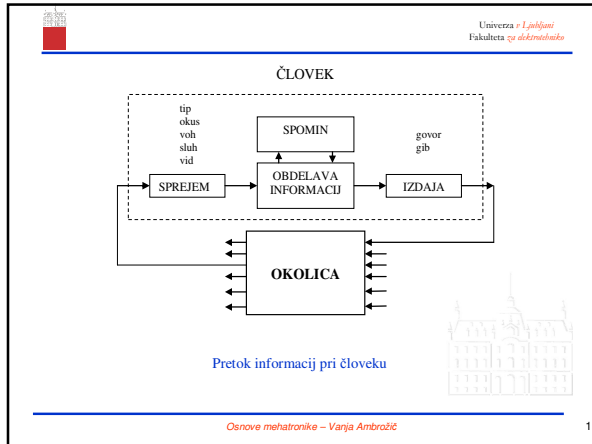 Univerza v Ljubljani
Fakulteta za elektrotehniko
ČLOVEK
tip
okus
voh
sluh
vid
SPOMIN
govor
gib
SPREJEM
OBDELAVA
INFORMACIJ
IZDAJA
OKOLICA
Pretok informacij pri človeku
Osnove mehatronike – Vanja Ambrožič
1